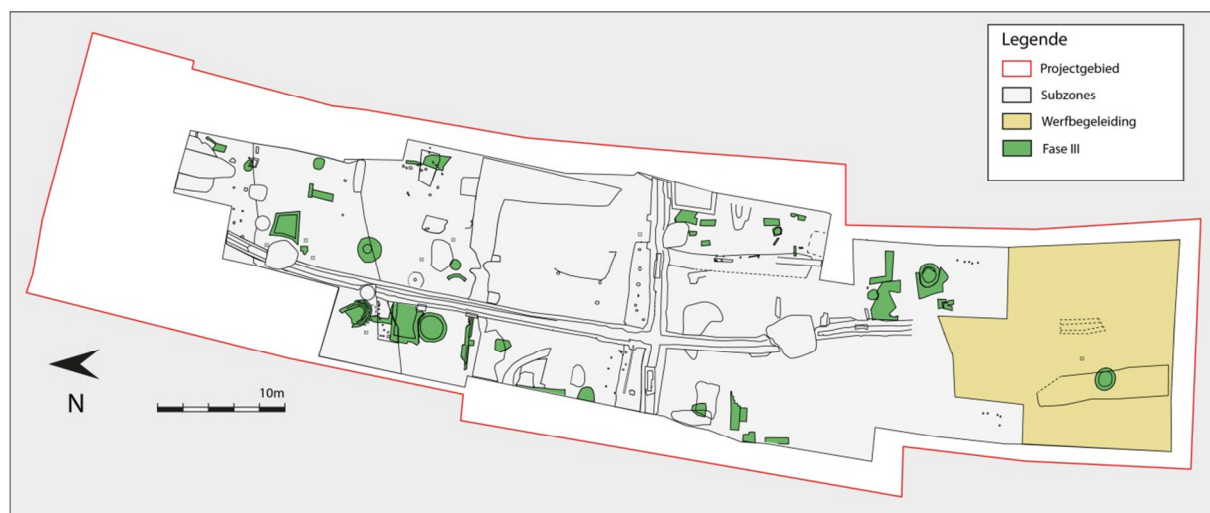 Legende
Projectgebied
Subzones
Werfbegeleiding
Fase III
N
10m